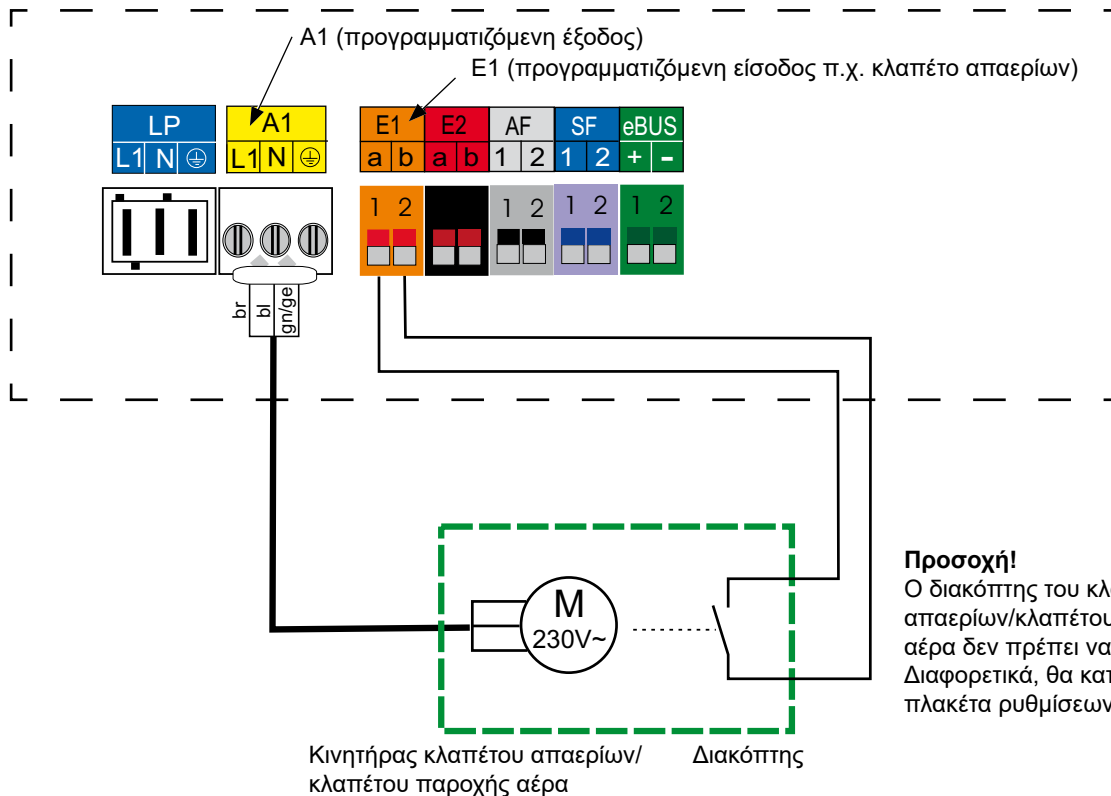 A1 (προγραμματιζόμενη έξοδος)
E1 (προγραμματιζόμενη είσοδος π.χ. κλαπέτο απαερίων)
LP A1 E1 E2 AF SF eBUS
L1 N L1 N a b a b 1 2 1 2 + -
1 2 1 2 1 2 1 2
br bl gn/ge
M
230V~
Προσοχή!
Ο διακόπτης του
απαερίων/κλαπέτου
αέρα δεν πρέπει να
Διαφορετικά, θα
πλακέτα ρυθμίσεων
Κινητήρας κλαπέτου απαερίων/ Διακόπτης
κλαπέτου παροχής αέρα